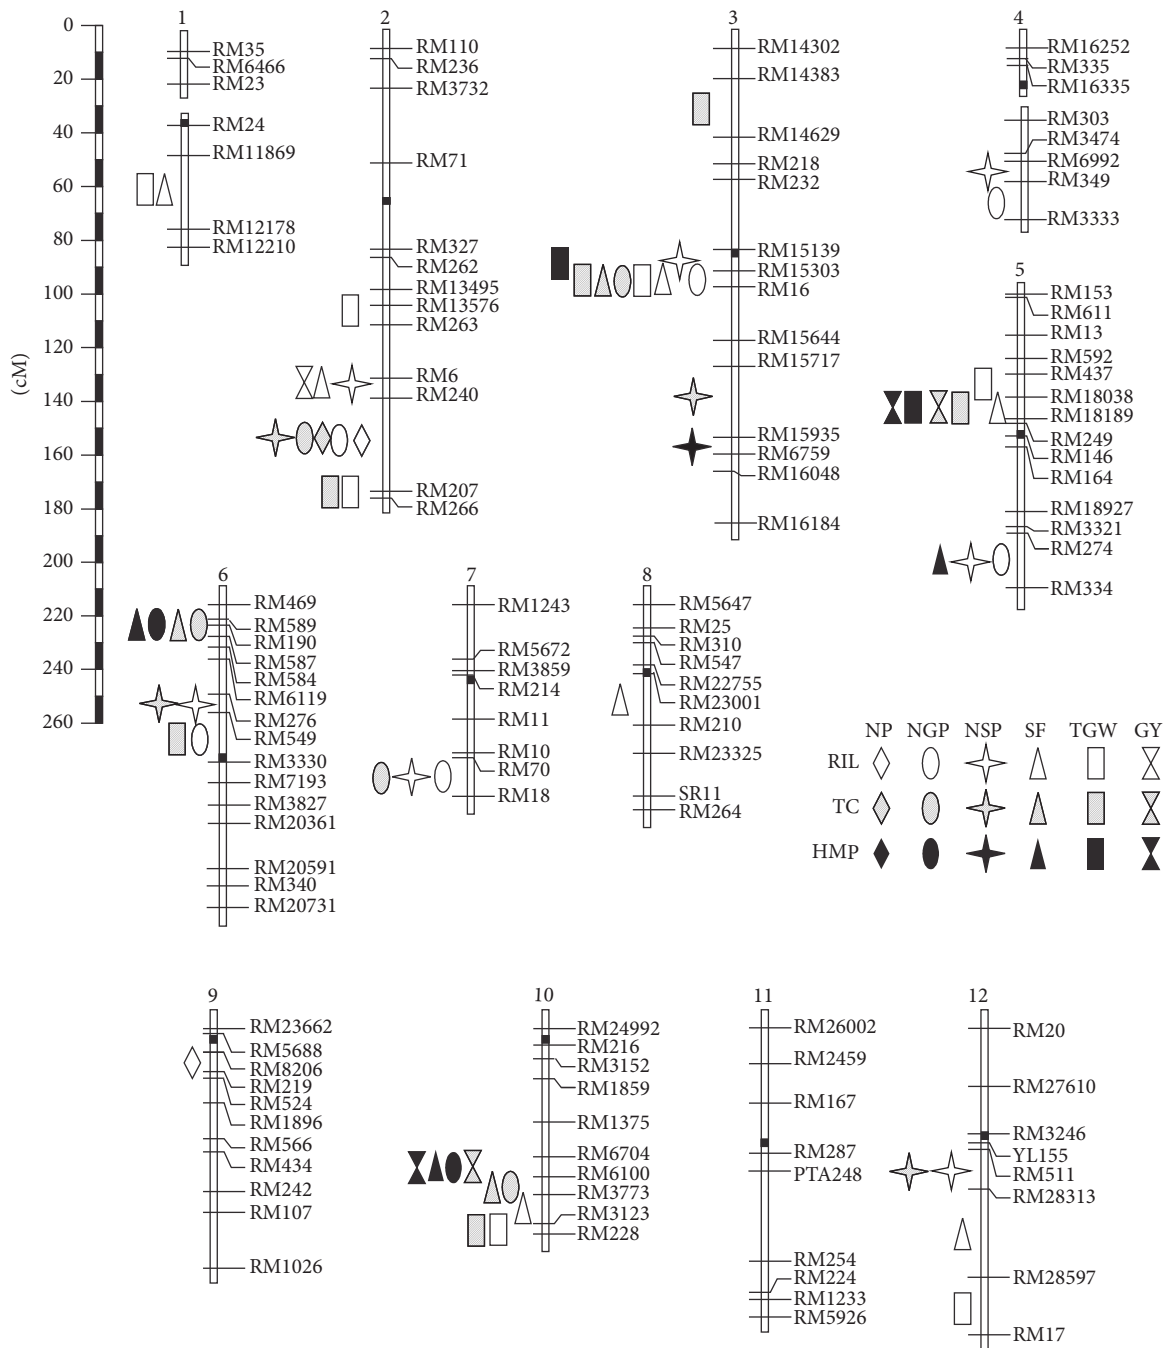 0
20
40
60
80
100
120
140
160
180
200
220
240
260
(cM)
1
RM35
RM6466
RM23
RM24
RM11869
RM12178
RM12210
2
RM110
RM236
RM3732
RM71
RM327
RM262
RM13495
RM13576
RM263
RM6
RM240
RM207
RM266
3
RM14302
RM14383
RM14629
RM218
RM232
RM15139
RM15303
RM16
RM15644
RM15717
RM15935
RM6759
RM16048
RM16184
4
RM16252
RM335
RM16335
RM303
RM3474
RM6992
RM349
RM3333
5
RM153
RM611
RM13
RM592
RM437
RM18038
RM18189
RM249
RM146
RM164
RM18927
RM3321
RM274
RM334
6
RM469
RM589
RM190
RM587
RM584
RM6119
RM276
RM549
RM3330
RM7193
RM3827
RM20361
RM20591
RM340
RM20731
7
RM1243
RM5672
RM3859
RM214
RM11
RM10
RM70
RM18
8
RM5647
RM25
RM310
RM547
RM22755
RM23001
RM210
RM23325
SR11
RM264
NP NGP NSP SF TGW GY
RIL
TC
HMP
9
RM23662
RM5688
RM8206
RM219
RM524
RM1896
RM566
RM434
RM242
RM107
RM1026
10
RM24992
RM216
RM3152
RM1859
RM1375
RM6704
RM6100
RM3773
RM3123
RM228
11
RM26002
RM2459
RM167
RM287
PTA248
RM254
RM224
RM1233
RM5926
12
RM20
RM27610
RM3246
YL155
RM511
RM28313
RM28597
RM17